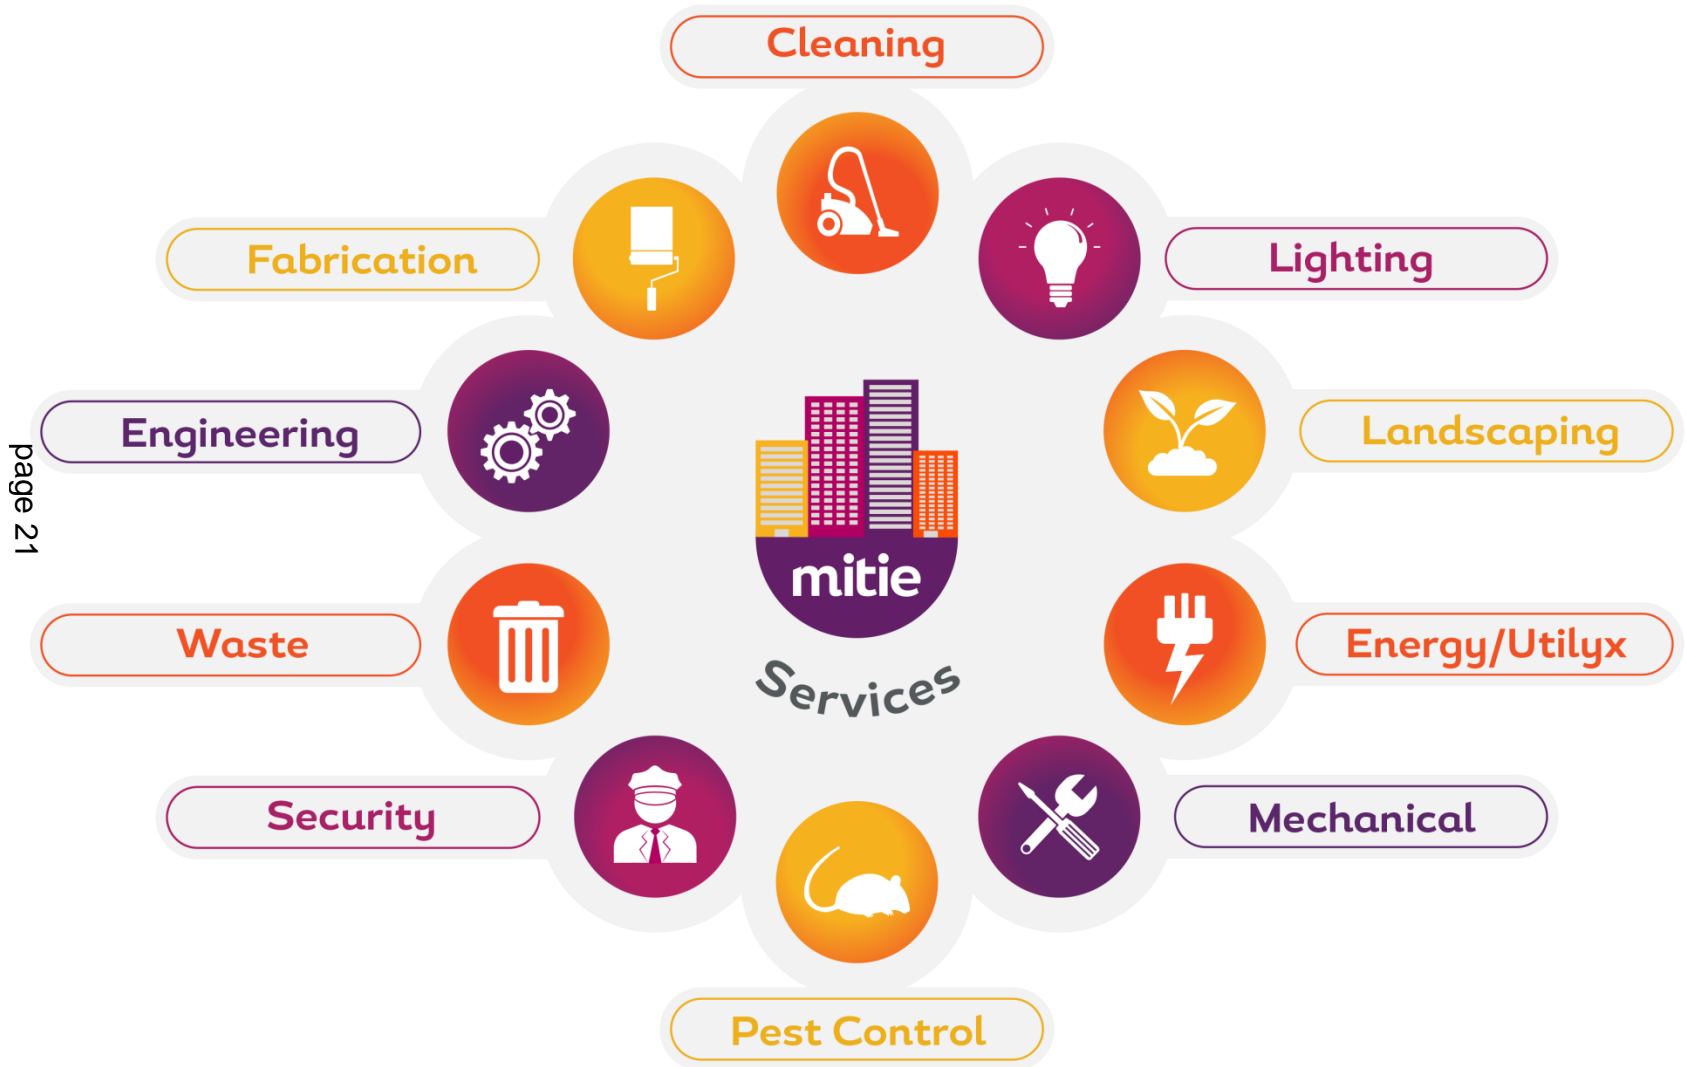 Cleaning
Fabrication
Lighting
Engineering
Landscaping
page 21
mitie
Services
Waste
Energy/Utilyx
Security
Mechanical
Pest Control